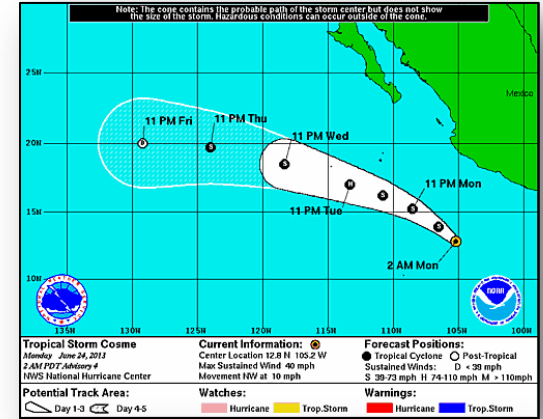 Note: The cone contains the probable path of the storm center but does not show
the size of the storm. Hazardous conditions can occur outside of the cone.
Mexico
25N
20N
15N
10N
11 PM Fri
11 PM Thu
11 PM Wed
11 PM Tue
11 PM Mon
2 AM Mon
D
S
S
H
S
S
S
NOAA
135W 130W 125W 120W 115W 110W 105W 100W
Tropical Storm Cosme
Monday June 24, 2013
2 AM PDT Advisory 4
NWS National Hurricane Center
Current Information:
Center Location 12.8 N 105.2 W
Max Sustained Wind 40 mph
Movement NW at 10 mph
Forecast Positions:
Tropical Cyclone Post-Tropical
Sustained Winds: D < 39 mph
S 39-73 mph H 74-110 mph M > 110mph
Potential Track Area:
Day 1-3 Day 4-5
Watches:
Hurricane Trop.Storm
Warnings:
Hurricane Trop.Storm